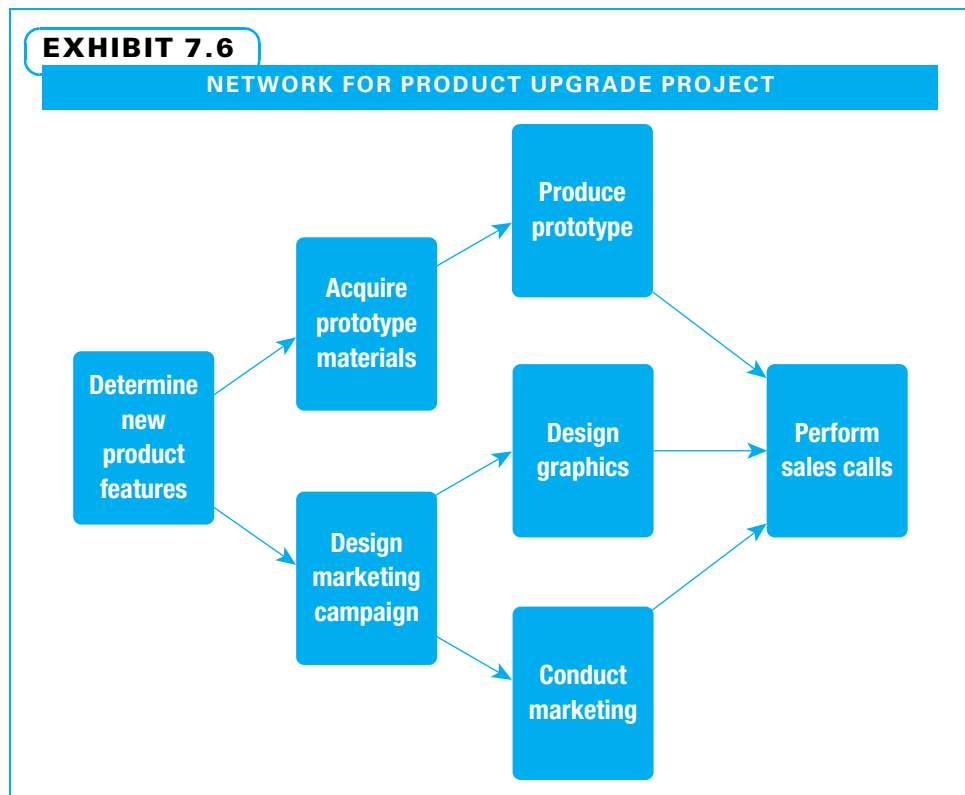 EXHIBIT 7.6
NETWORK FOR PRODUCT UPGRADE PROJECT
Produce
prototype
Acquire
prototype
materials
Determine
new
product
features
Design
graphics
Perform
sales calls
Design
marketing
campaign
Conduct
marketing